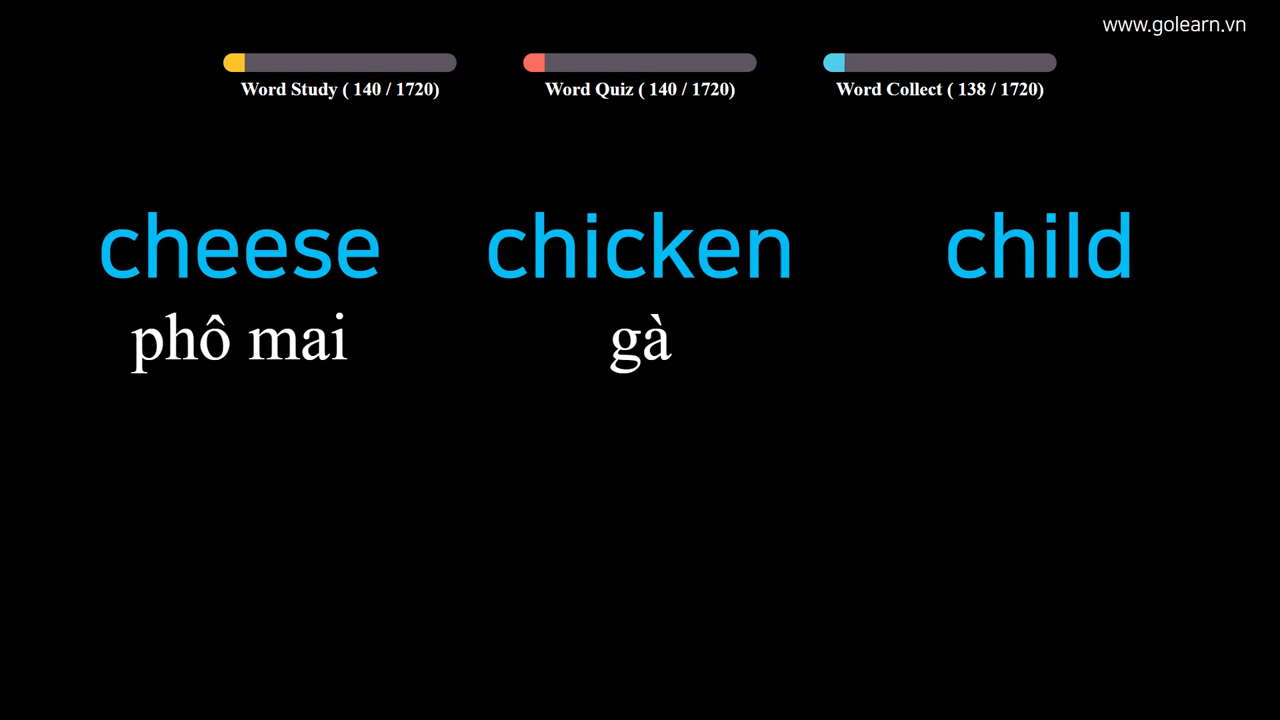 www.golearn.vn
Word Study ( 140 / 1720)
Word Quiz ( 140 / 1720)
Word Collect ( 138 / 1720)
cheese
chicken
child
phô mai
gà